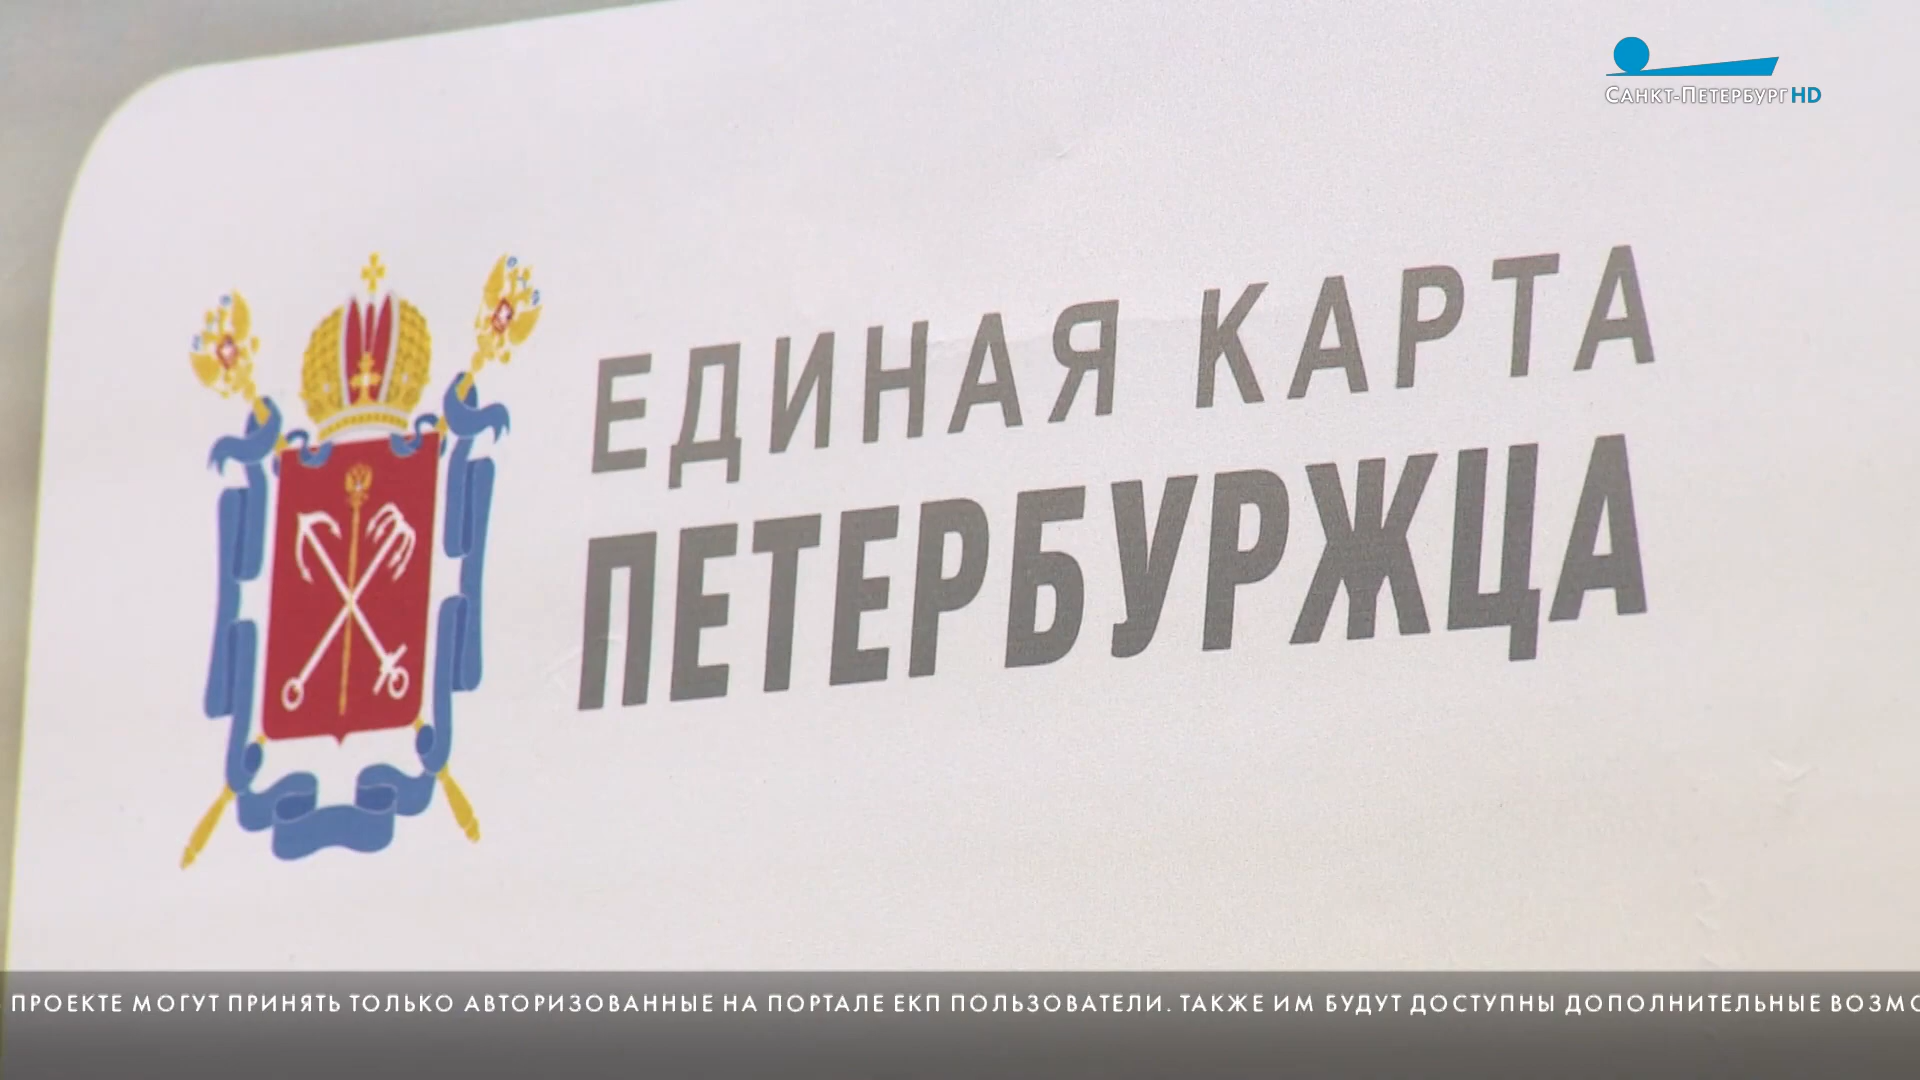 САНКТ-ПЕТЕРБУРГ HD
ЕДИНАЯ КАРТА
ПЕТЕРБУРЖЦА
ПРОЕКТЕ МОГУТ ПРИНЯТЬ ТОЛЬКО АВТОРИЗОВАННЫЕ НА ПОРТАЛЕ ЕКП ПОЛЬЗОВАТЕЛИ. ТАКЖЕ ИМ БУДУТ ДОСТУПНЫ ДОПОЛНИТЕЛЬНЫЕ ВОЗМО